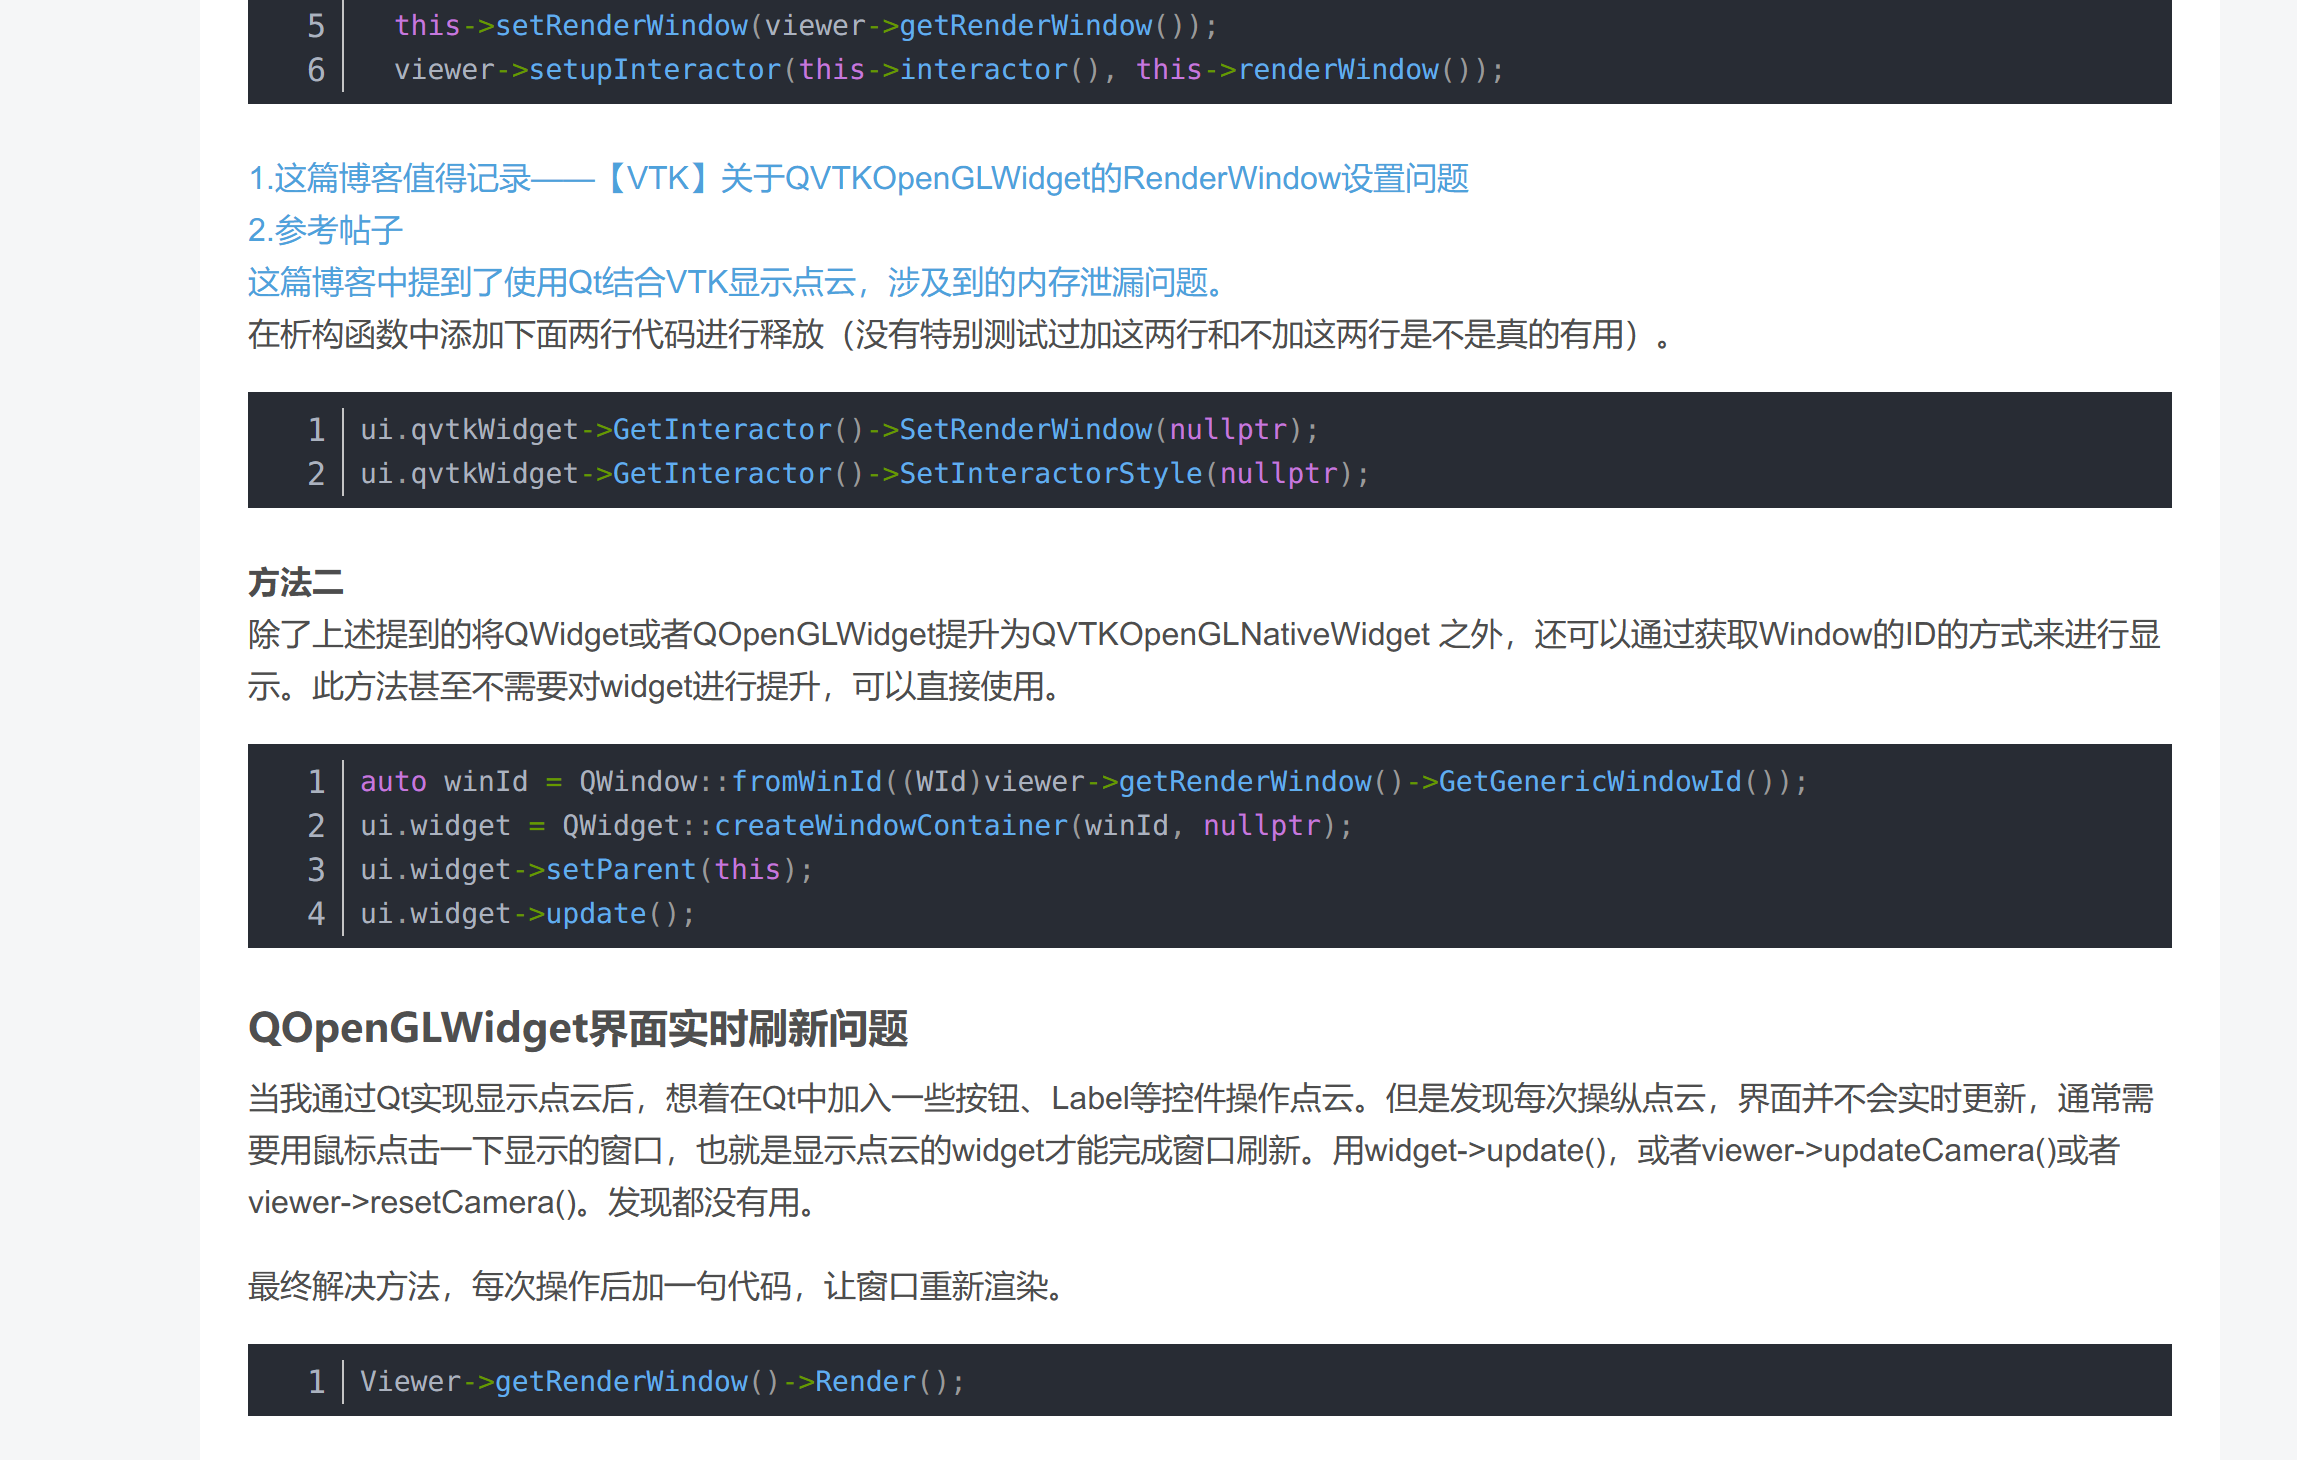 5 this->setRenderWindow(viewer->getRenderWindow());
6 viewer->setupInteractor(this->interactor(), this->renderWindow());
1.这篇博客值得记录——【VTK】关于QVTKOpenGLWidget的RenderWindow设置问题
2.参考帖子
这篇博客中提到了使用Qt结合VTK显示点云，涉及到的内存泄漏问题。
在析构函数中添加下面两行代码进行释放（没有特别测试过加这两行和不加这两行是不是真的有用）。
1 ui.qvtkWidget->GetInteractor()->SetRenderWindow(nullptr);
2 ui.qvtkWidget->GetInteractor()->SetInteractorStyle(nullptr);
方法二
除了上述提到的将QWidget或者QOpenGLWidget提升为QVTKOpenGLNativeWidget 之外，还可以通过获取Window的ID的方式来进行显
示。此方法甚至不需要对widget进行提升，可以直接使用。
1 auto winId = QWindow::fromWinId((WId)viewer->getRenderWindow()->GetGenericWindowId());
2 ui.widget = QWidget::createWindowContainer(winId, nullptr);
3 ui.widget->setParent(this);
4 ui.widget->update();
QOpenGLWidget界面实时刷新问题
当我通过Qt实现显示点云后，想着在Qt中加入一些按钮、Label等控件操作点云。但是发现每次操纵点云，界面并不会实时更新，通常需
要用鼠标点击一下显示的窗口，也就是显示点云的widget才能完成窗口刷新。用widget->update()，或者viewer->updateCamera()或者
viewer->resetCamera()。发现都没有用。
最终解决方法，每次操作后加一句代码，让窗口重新渲染。
1 Viewer->getRenderWindow()->Render();